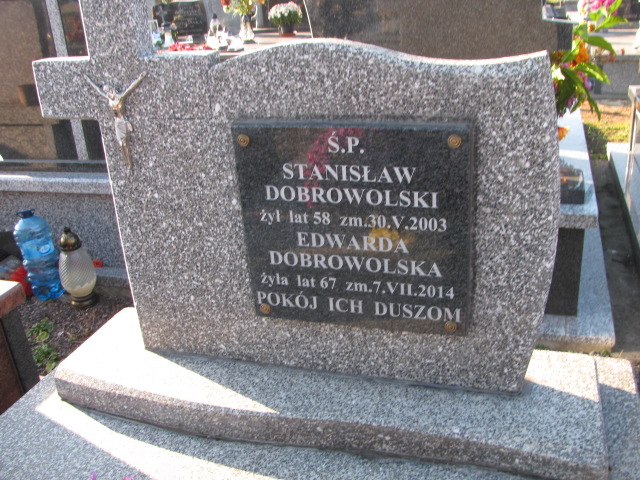 Ś.P.
STANISŁAW
DOBROWOLSKI
żył lat 58 zm.30.V.2003
EDWARDA
DOBROWOLSKA
żyła lat 67 zm.7.VII.2014
POKÓJ ICH DUSZOM